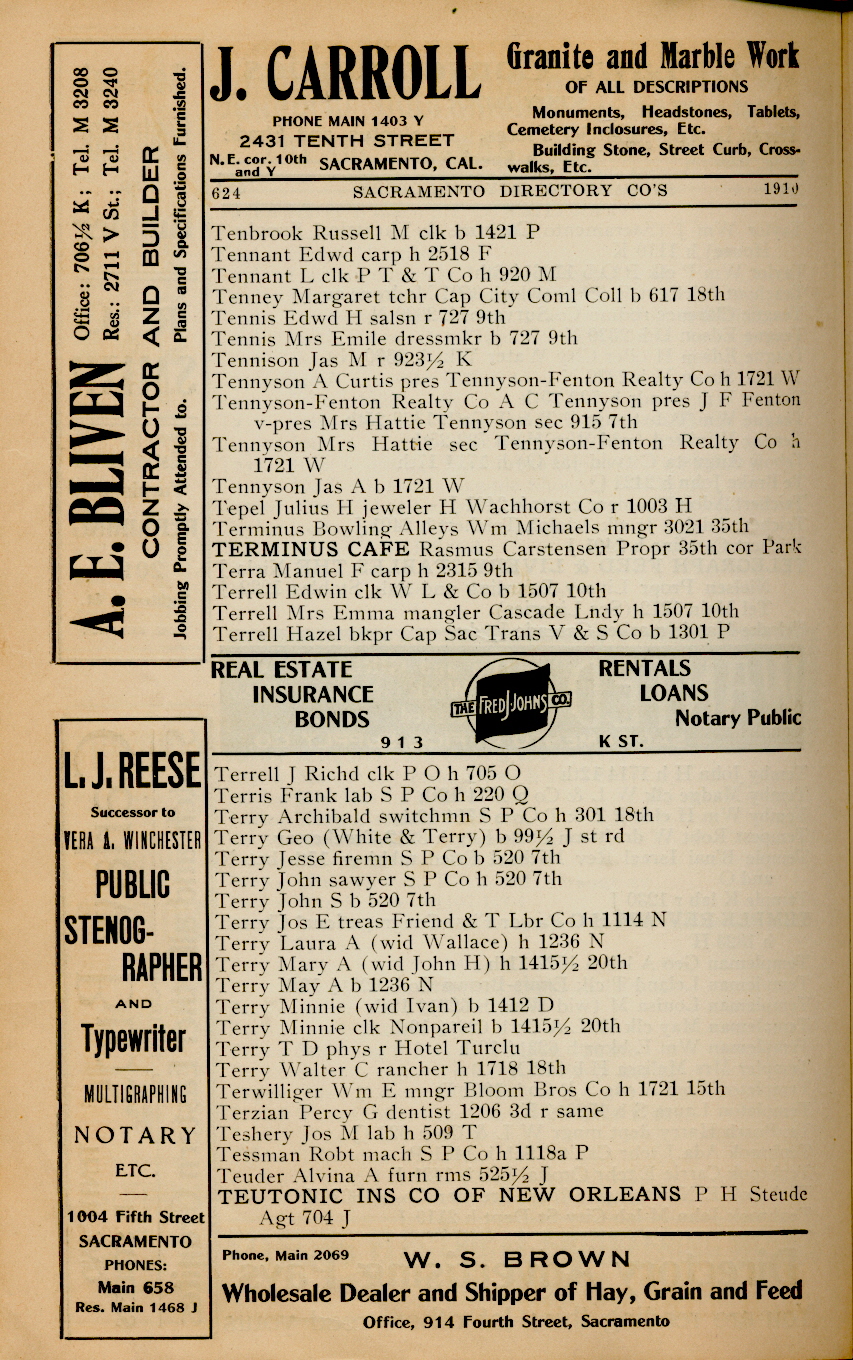 J. CARROLL
PHONE MAIN 1403 Y
2431 TENTH STREET
N.E. cor. 10th and Y SACRAMENTO, CAL.
Granite and Marble Work
OF ALL DESCRIPTIONS
Monuments, Headstones, Tablets,
Cemetery Inclosures, Etc.
Building Stone, Street Curb, Cross-
walks, Etc.
A. E. BLIVEN
Office: 706½ K; Tel. M 3208
Res.: 2711 V St.; Tel. M 3240
CONTRACTOR AND BUILDER
Jobbing Promptly Attended to. Plans and Specifications Furnished.
624 SACRAMENTO DIRECTORY CO'S 1910
Tenbrook Russell M clk b 1421 P
Tennant Edwd carp h 2518 F
Tennant L clk P T & T Co h 920 M
Tenney Margaret tchr Cap City Coml Coll b 617 18th
Tennis Edwd H salsn r 727 9th
Tennis Mrs Emile dressmkr b 727 9th
Tennison Jas M r 923½ K
Tennyson A Curtis pres Tennyson-Fenton Realty Co h 1721 W
Tennyson-Fenton Realty Co A C Tennyson pres J F Fenton
v-pres Mrs Hattie Tennyson sec 915 7th
Tennyson Mrs Hattie sec Tennyson-Fenton Realty Co h
1721 W
Tennyson Jas A b 1721 W
Tepel Julius H jeweler H Wachhorst Co r 1003 H
Terminus Bowling Alleys Wm Michaels mngr 3021 35th
TERMINUS CAFE Rasmus Carstensen Propr 35th cor Park
Terra Manuel F carp h 2315 9th
Terrell Edwin clk W L & Co b 1507 10th
Terrell Mrs Emma mangler Cascade Lndy h 1507 10th
Terrell Hazel bkpr Cap Sac Trans V & S Co b 1301 P
REAL ESTATE
INSURANCE
BONDS
913
THE FRED J. JOHNS CO.
RENTALS
LOANS
Notary Public
K ST.
L. J. REESE
Successor to
VERA A. WINCHESTER
PUBLIC
STENOG-
RAPHER
AND
Typewriter
MULTIGRAPHING
NOTARY
ETC.
1004 Fifth Street
SACRAMENTO
PHONES:
Main 658
Res. Main 1468 J
Terrell J Richd clk P O h 705 O
Terris Frank lab S P Co h 220 Q
Terry Archibald switchmn S P Co h 301 18th
Terry Geo (White & Terry) b 99½ J st rd
Terry Jesse firemn S P Co b 520 7th
Terry John sawyer S P Co h 520 7th
Terry John S b 520 7th
Terry Jos E treas Friend & T Lbr Co h 1114 N
Terry Laura A (wid Wallace) h 1236 N
Terry Mary A (wid John H) h 1415½ 20th
Terry May A b 1236 N
Terry Minnie (wid Ivan) b 1412 D
Terry Minnie clk Nonpareil b 1415½ 20th
Terry T D phys r Hotel Turclu
Terry Walter C rancher h 1718 18th
Terwilliger Wm E mngr Bloom Bros Co h 1721 15th
Terzian Percy G dentist 1206 3d r same
Teshery Jos M lab h 509 T
Tessman Robt mach S P Co h 1118a P
Teuder Alvina A furn rms 525½ J
TEUTONIC INS CO OF NEW ORLEANS P H Steude
Agt 704 J
Phone, Main 2069 W. S. BROWN
Wholesale Dealer and Shipper of Hay, Grain and Feed
Office, 914 Fourth Street, Sacramento